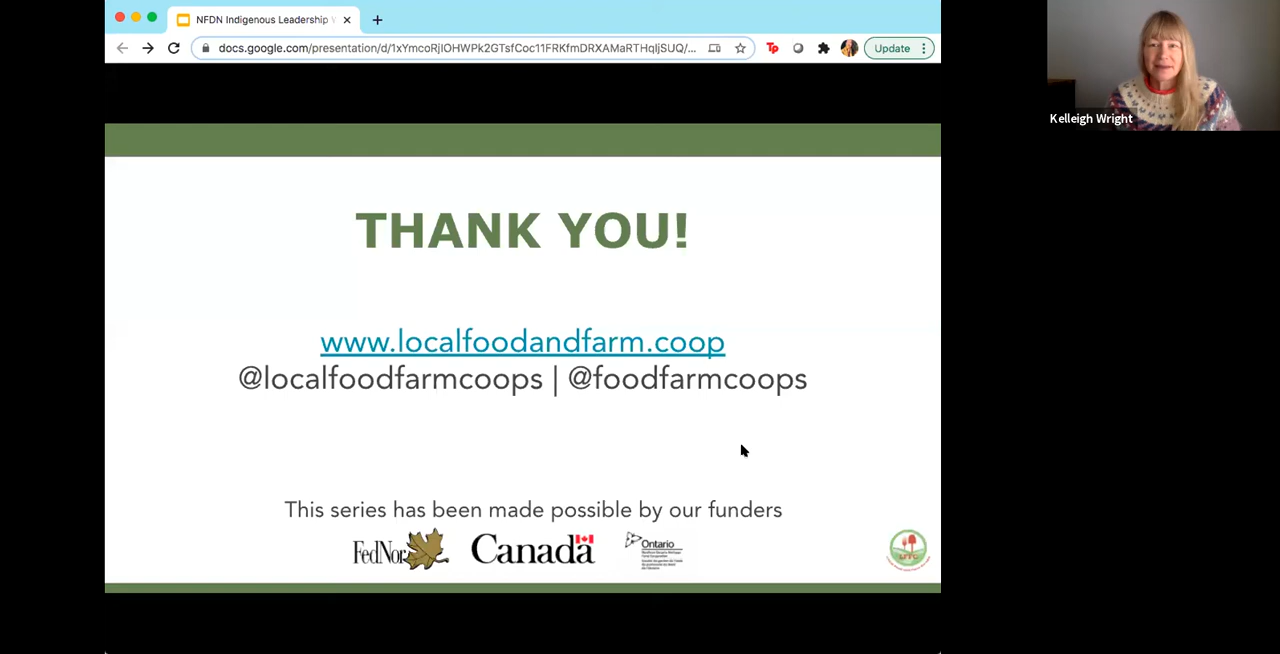 NFDN Indigenous Leadership
docs.google.com/presentation/d/1xYmcoRjIOHWPk2GTsfCoc11FRKfmDRXAMaRTHqIjSUQ/...
Tp
Update
Kelleigh Wright
THANK YOU!
www.localfoodandfarm.coop
@localfoodfarmcoops | @foodfarmcoops
This series has been made possible by our funders
FedNor
Canada
Ontario